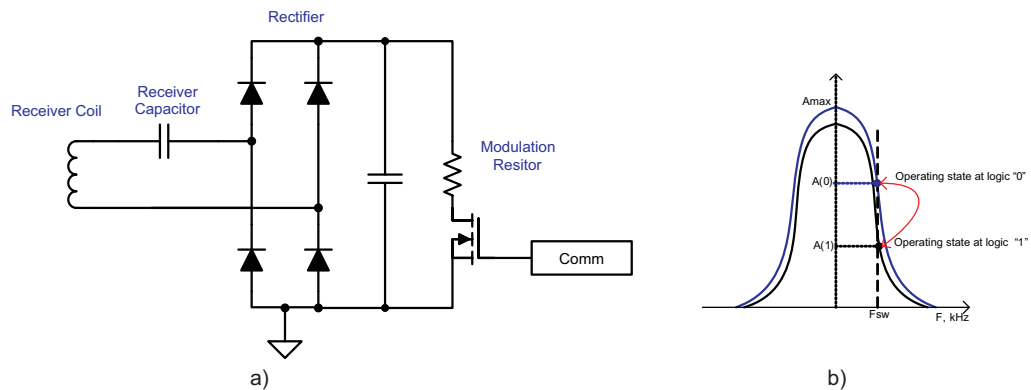 Rectifier
Receiver
Capacitor
Receiver Coil
Modulation
Resitor
Comm
a)
Amax
A(0)
Operating state at logic “0”
A(1)
Operating state at logic “1”
Fsw
F, kHz
b)